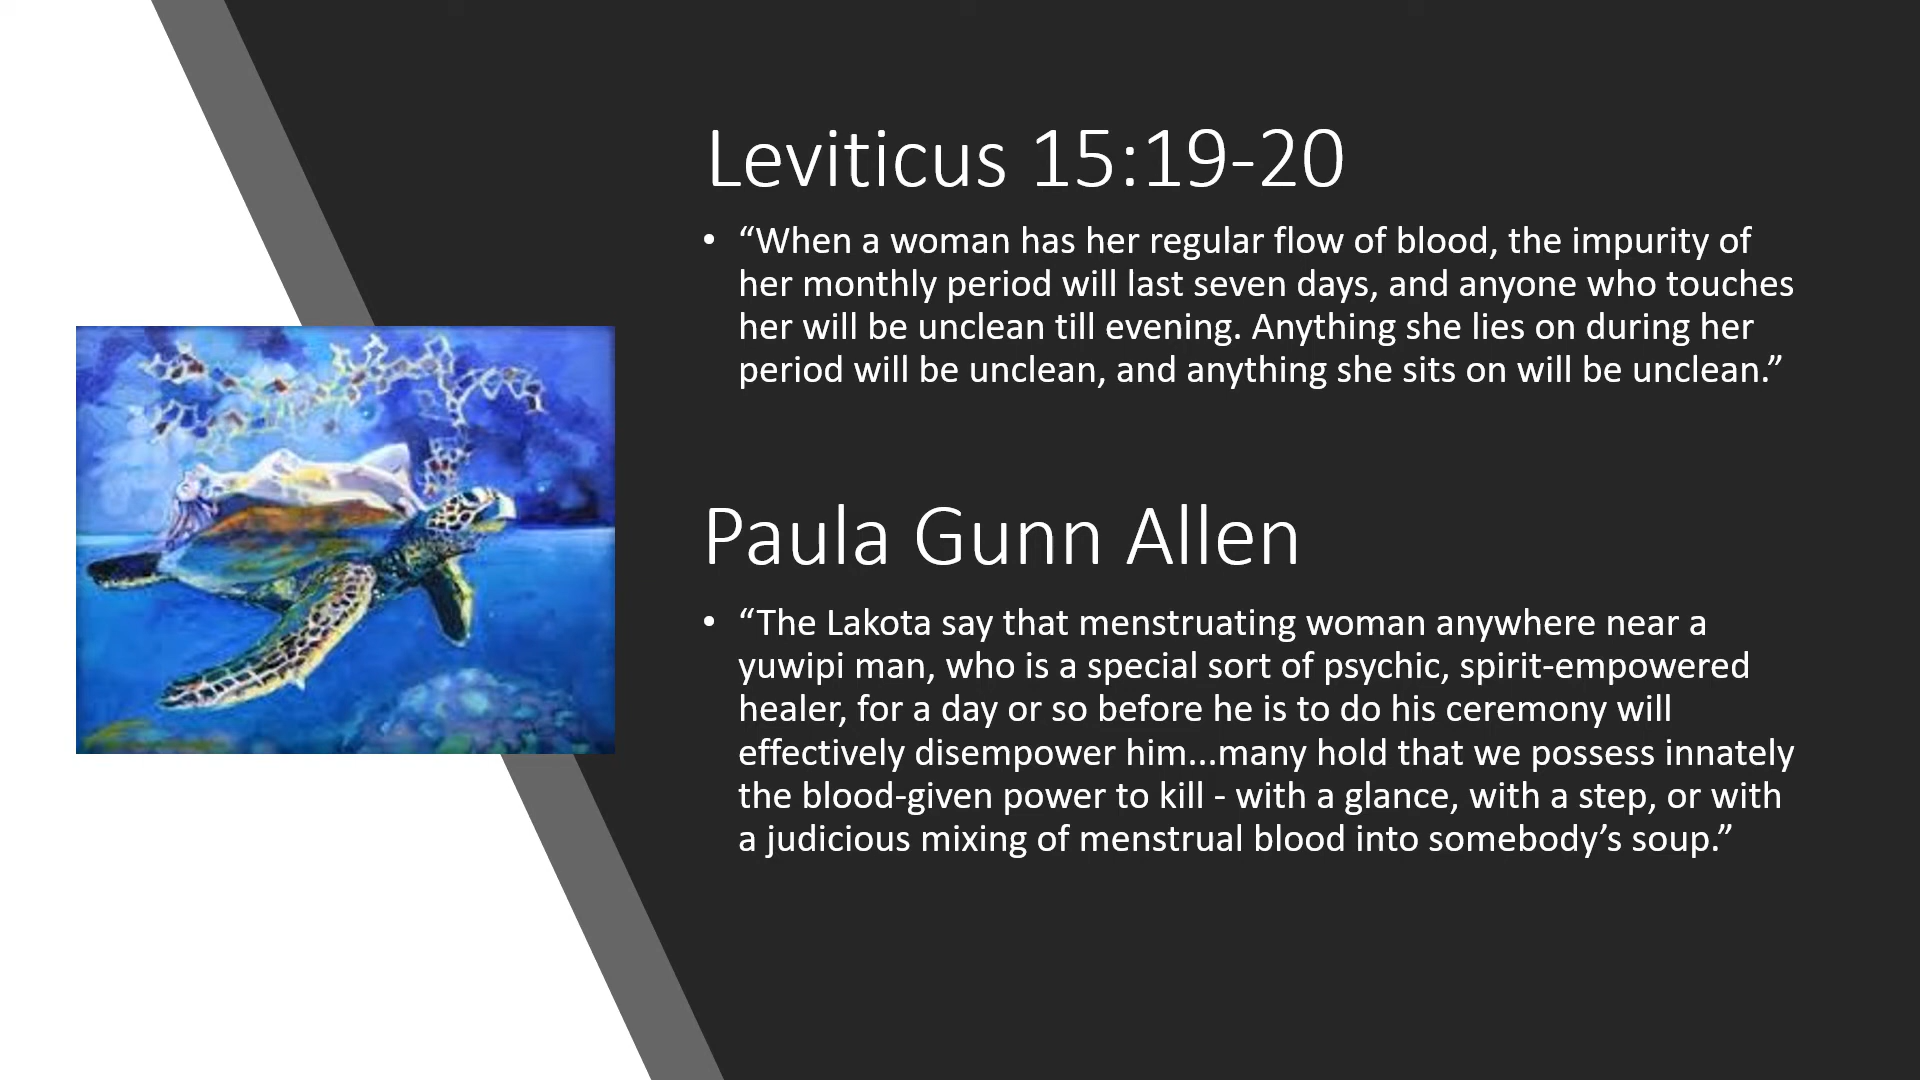 Leviticus 15:19-20
• “When a woman has her regular flow of blood, the impurity of
her monthly period will last seven days, and anyone who touches
her will be unclean till evening. Anything she lies on during her
period will be unclean, and anything she sits on will be unclean.”
Paula Gunn Allen
• “The Lakota say that menstruating woman anywhere near a
yuwipi man, who is a special sort of psychic, spirit-empowered
healer, for a day or so before he is to do his ceremony will
effectively disempower him...many hold that we possess innately
the blood-given power to kill - with a glance, with a step, or with
a judicious mixing of menstrual blood into somebody’s soup.”